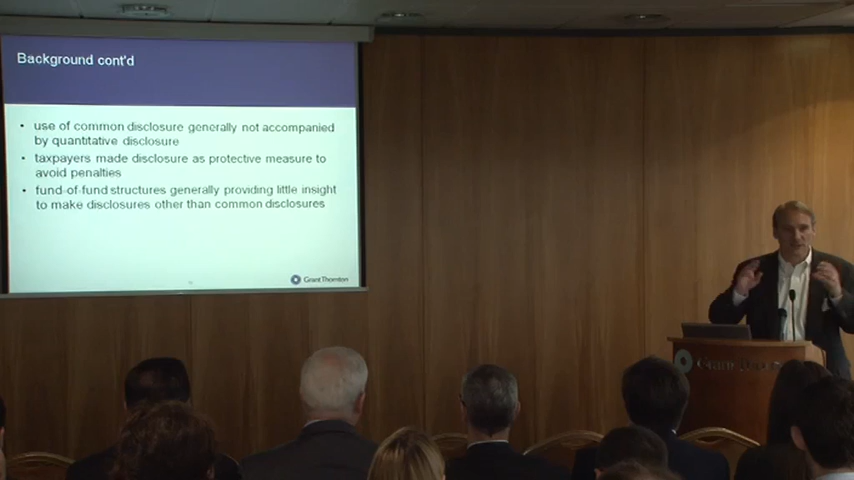 Background cont'd
• use of common disclosure generally not accompanied
by quantitative disclosure
• taxpayers made disclosure as protective measure to
avoid penalties
• fund-of-fund structures generally providing little insight
to make disclosures other than common disclosures
Grant Thornton
Grant